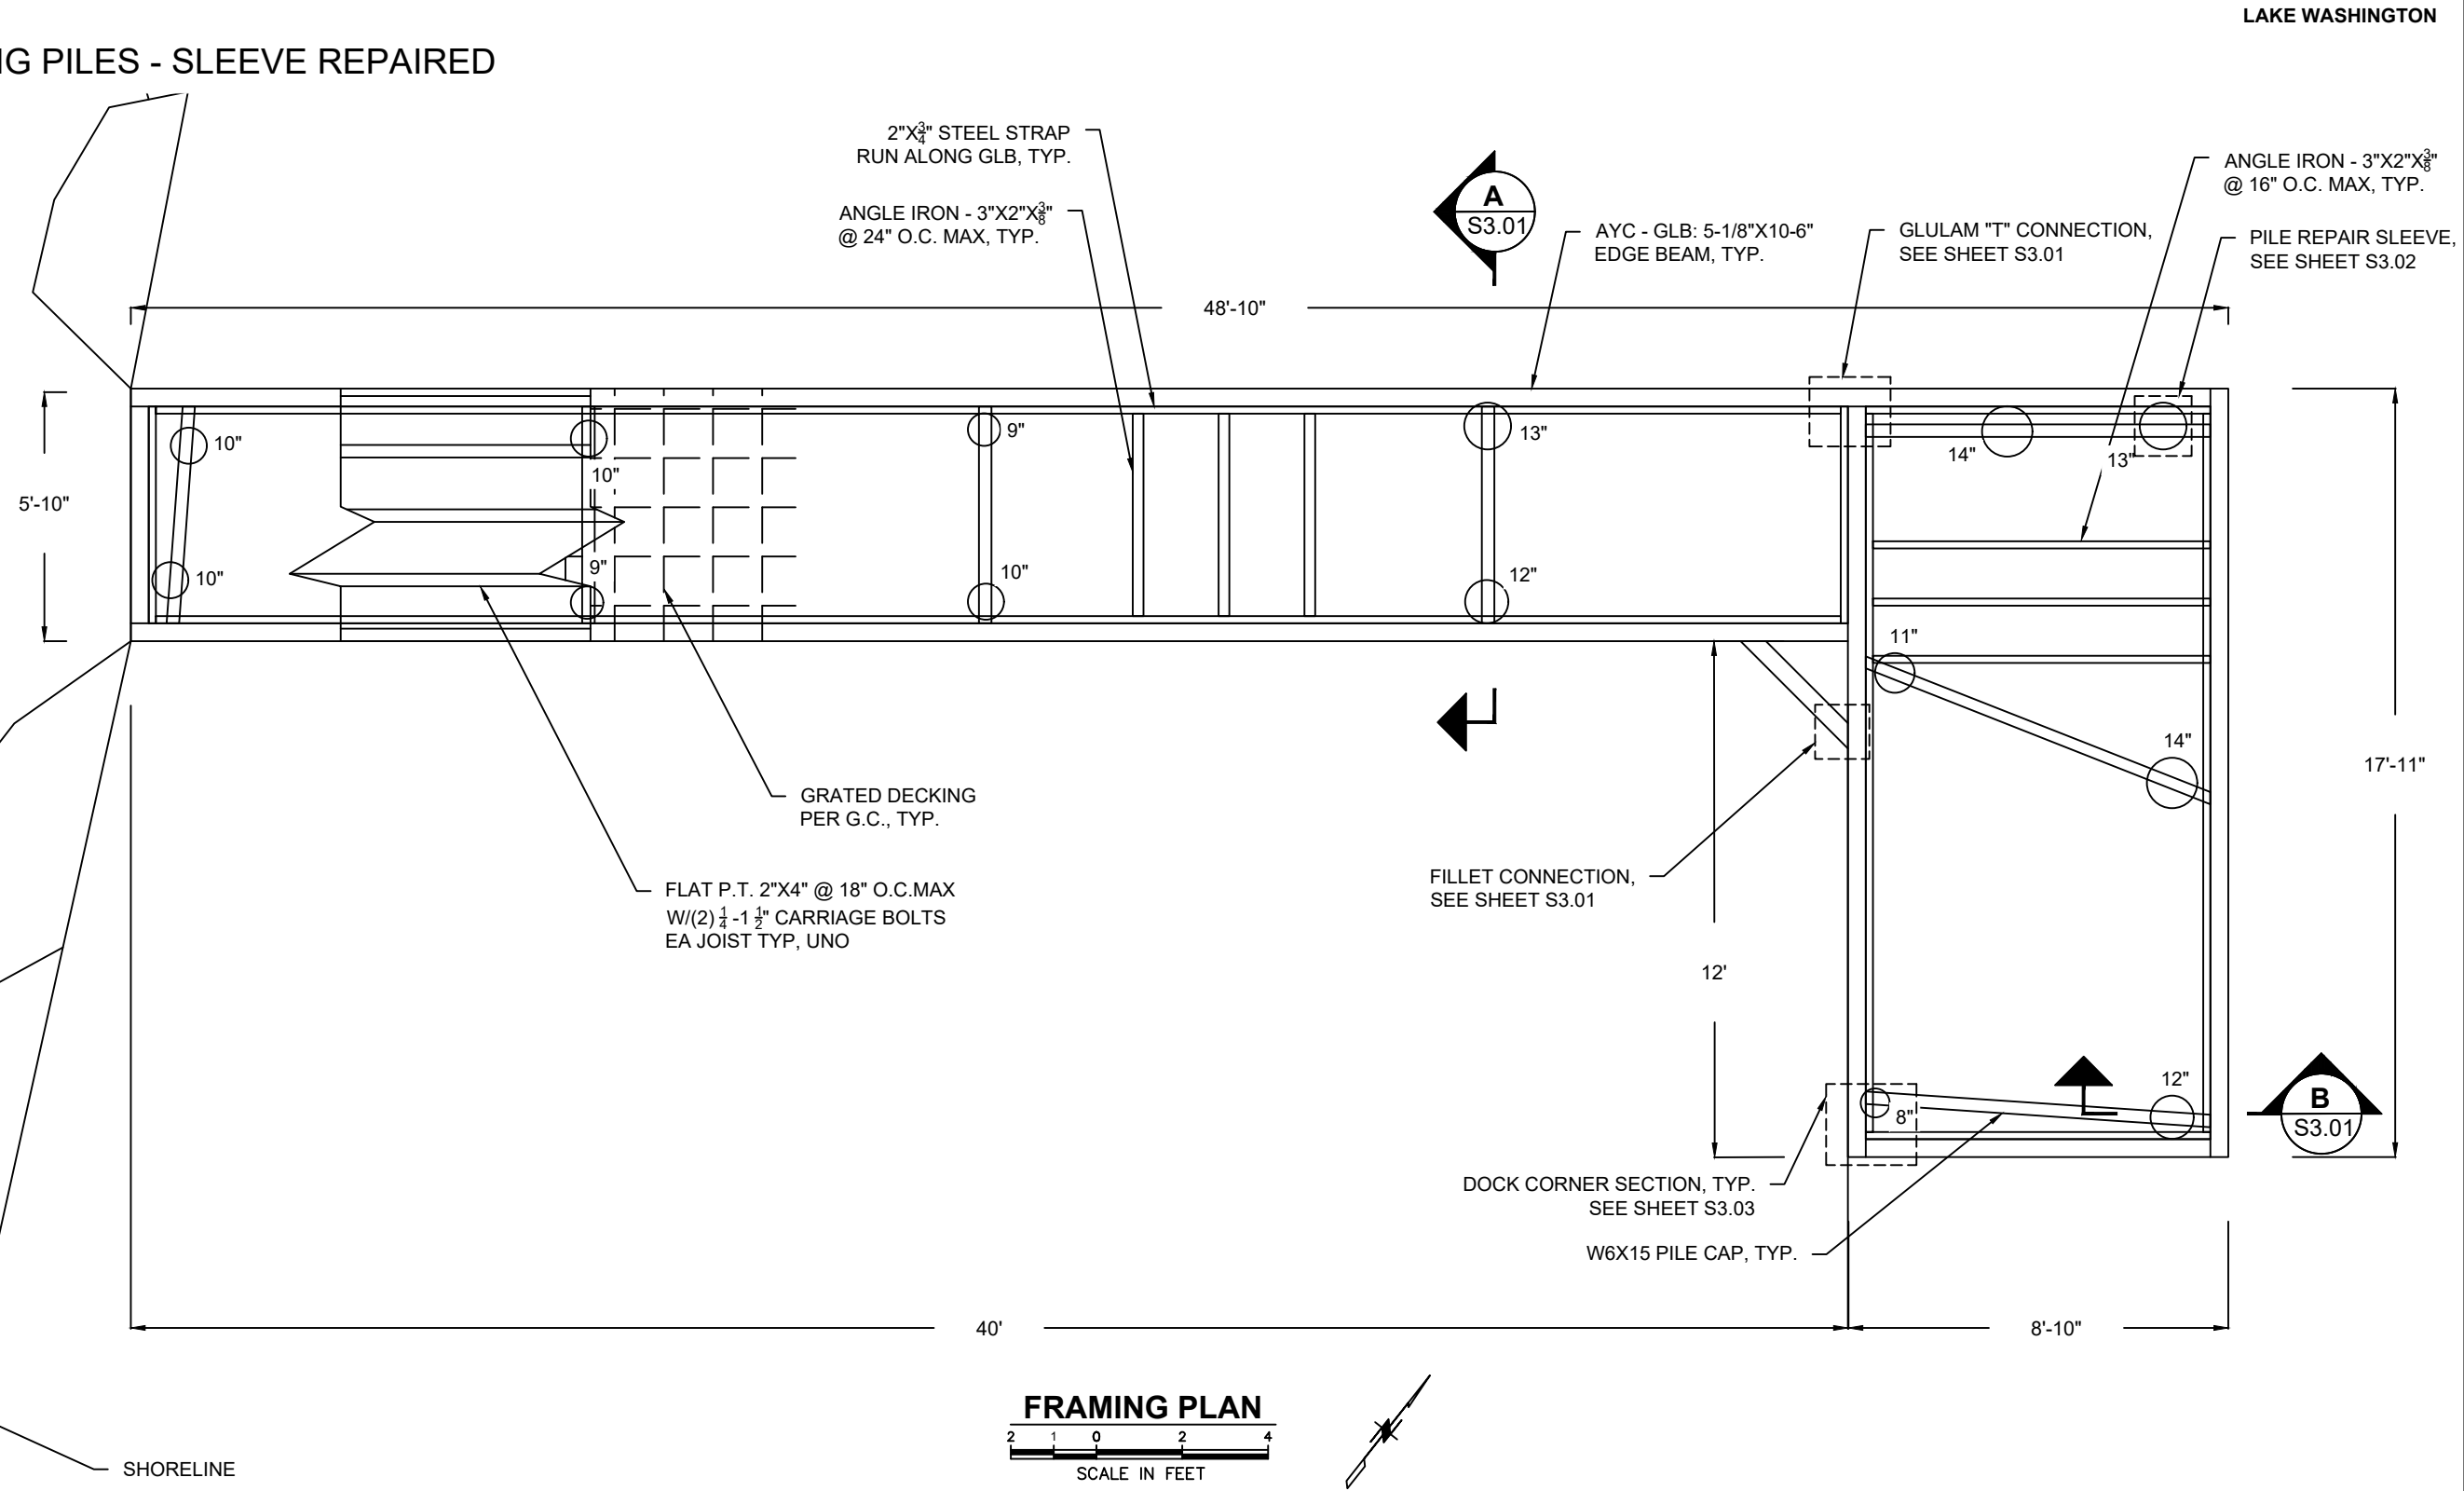 LAKE WASHINGTON
G PILES - SLEEVE REPAIRED
2"X3/4" STEEL STRAP
RUN ALONG GLB, TYP.
ANGLE IRON - 3"X2"X3/8"
@ 24" O.C. MAX, TYP.
A
S3.01
AYC - GLB: 5-1/8"X10-6"
EDGE BEAM, TYP.
GLULAM "T" CONNECTION,
SEE SHEET S3.01
ANGLE IRON - 3"X2"X3/8"
@ 16" O.C. MAX, TYP.
PILE REPAIR SLEEVE,
SEE SHEET S3.02
48'-10"
5'-10"
10"
10"
10"
9"
9"
10"
13"
12"
14"
13"
11"
14"
12"
8"
17'-11"
12'
GRATED DECKING
PER G.C., TYP.
FLAT P.T. 2"X4" @ 18" O.C.MAX
W/(2) 1/4 -1 1/2" CARRIAGE BOLTS
EA JOIST TYP, UNO
FILLET CONNECTION,
SEE SHEET S3.01
B
S3.01
DOCK CORNER SECTION, TYP.
SEE SHEET S3.03
W6X15 PILE CAP, TYP.
40'
8'-10"
FRAMING PLAN
2 1 0 2 4
SCALE IN FEET
SHORELINE